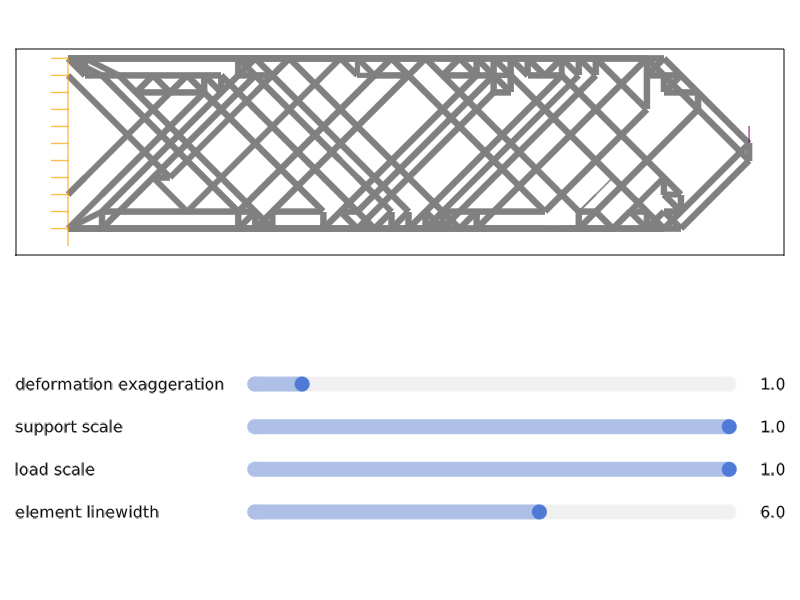 deformation exaggeration 1.0
support scale 1.0
load scale 1.0
element linewidth 6.0